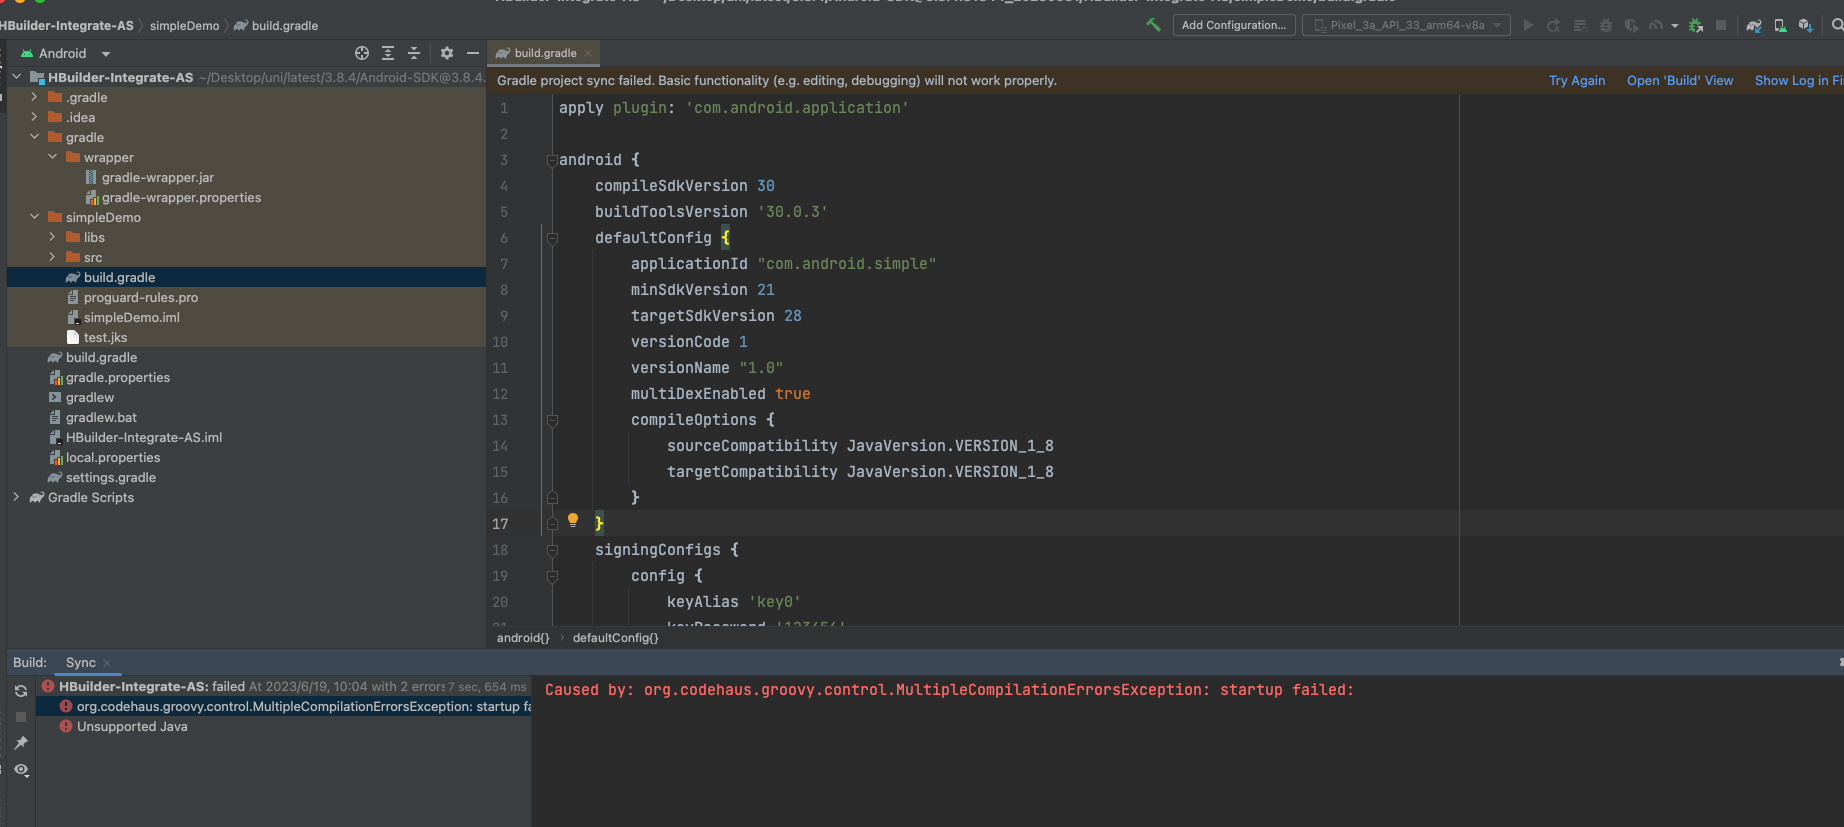 HBuilder-Integrate-AS simpleDemo build.gradle
Add Configuration... Pixel_3a_API_33_arm64-v8a
Android
build.gradle
HBuilder-Integrate-AS ~/Desktop/uni/latest/3.8.4/Android-SDK@3.8.4.
.gradle
.idea
gradle
wrapper
gradle-wrapper.jar
gradle-wrapper.properties
simpleDemo
libs
src
build.gradle
proguard-rules.pro
simpleDemo.iml
test.jks
build.gradle
gradle.properties
gradlew
gradlew.bat
HBuilder-Integrate-AS.iml
local.properties
settings.gradle
Gradle Scripts
Gradle project sync failed. Basic functionality (e.g. editing, debugging) will not work properly.
Try Again Open 'Build' View Show Log in Fi
1 apply plugin: 'com.android.application'
2
3 android {
4 compileSdkVersion 30
5 buildToolsVersion '30.0.3'
6 defaultConfig {
7 applicationId "com.android.simple"
8 minSdkVersion 21
9 targetSdkVersion 28
10 versionCode 1
11 versionName "1.0"
12 multiDexEnabled true
13 compileOptions {
14 sourceCompatibility JavaVersion.VERSION_1_8
15 targetCompatibility JavaVersion.VERSION_1_8
16 }
17 }
18 signingConfigs {
19 config {
20 keyAlias 'key0'
android{} defaultConfig{}
Build: Sync
HBuilder-Integrate-AS: failed At 2023/6/19, 10:04 with 2 errors 7 sec, 654 ms
org.codehaus.groovy.control.MultipleCompilationErrorsException: startup fa
Unsupported Java
Caused by: org.codehaus.groovy.control.MultipleCompilationErrorsException: startup failed: